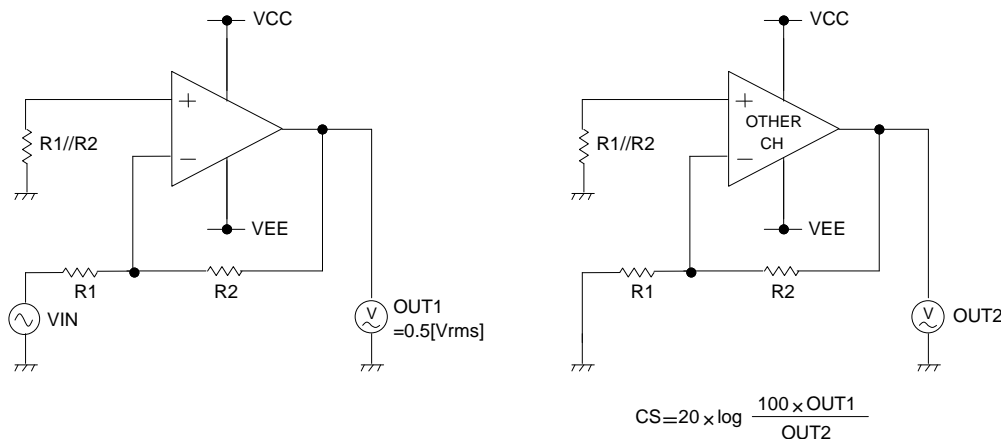 VCC
+
R1//R2
−
VEE
R1
R2
VIN
V
OUT1
=0.5[Vrms]
VCC
+
OTHER
CH
R1//R2
−
VEE
R1
R2
V
OUT2
CS=20×log 100×OUT1
OUT2